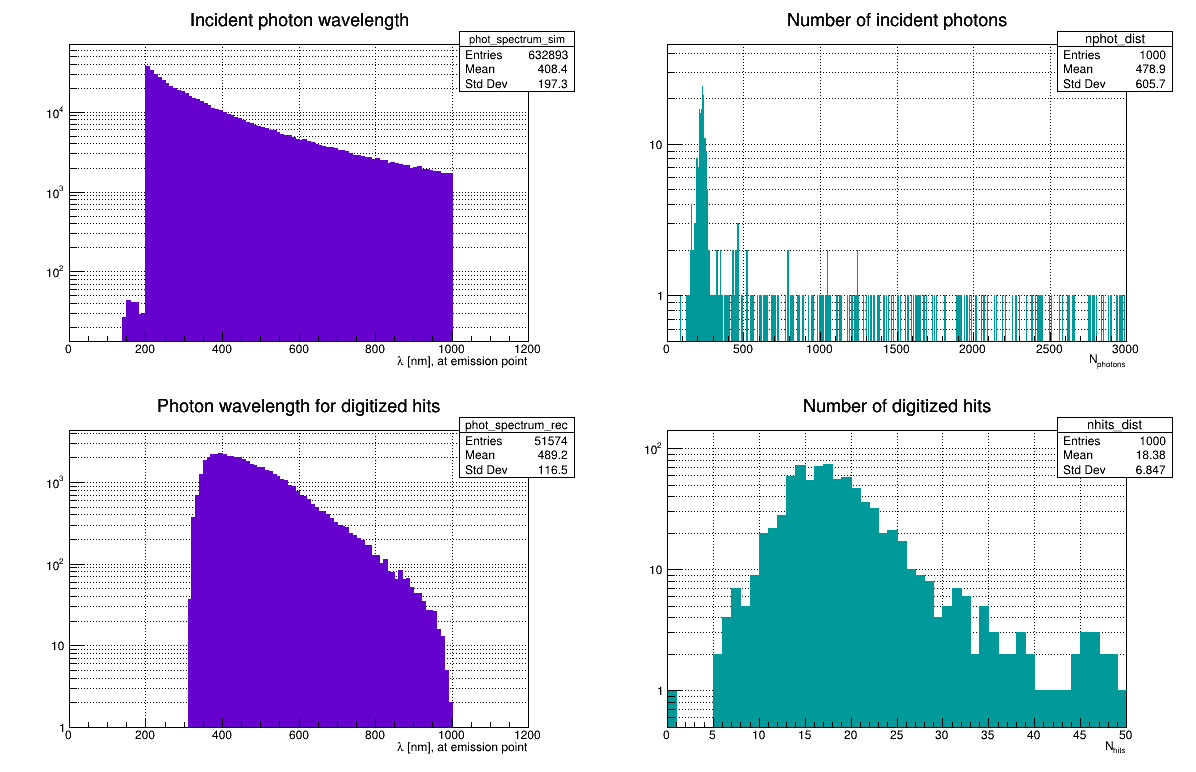 Incident photon wavelength
phot_spectrum_sim
Entries 632893
Mean 408.4
Std Dev 197.3
10^4
10^3
10^2
0 200 400 600 800 1000 1200
λ [nm], at emission point
Number of incident photons
nphot_dist
Entries 1000
Mean 478.9
Std Dev 605.7
10
1
0 500 1000 1500 2000 2500 3000
N_photons
Photon wavelength for digitized hits
phot_spectrum_rec
Entries 51574
Mean 489.2
Std Dev 116.5
10^3
10^2
10
1
0 200 400 600 800 1000 1200
λ [nm], at emission point
Number of digitized hits
nhits_dist
Entries 1000
Mean 18.38
Std Dev 6.847
10^2
10
1
0 5 10 15 20 25 30 35 40 45 50
N_hits